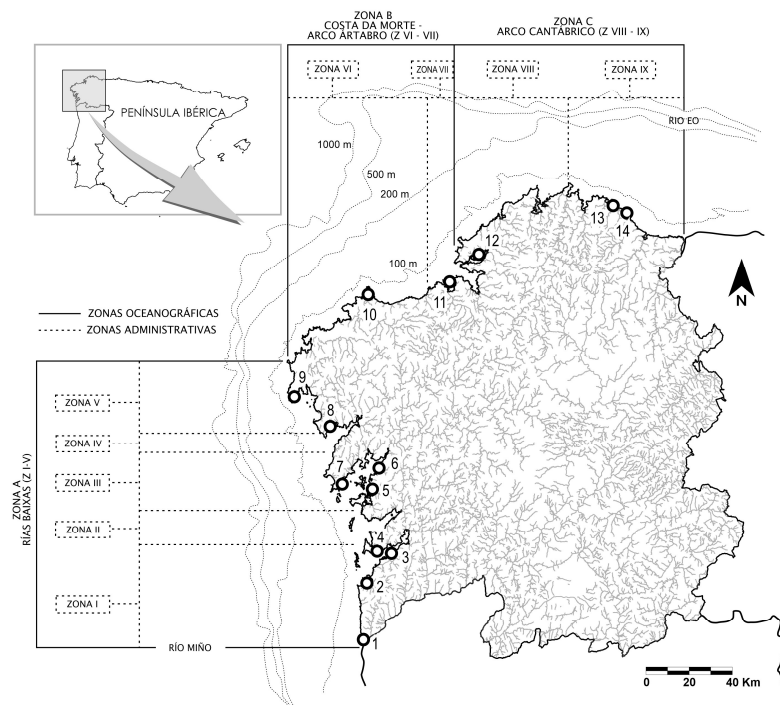 ZONA B
COSTA DA MORTE -
ARCO ÁRTABRO (Z VI - VII)
ZONA C
ARCO CANTÁBRICO (Z VIII - IX)
ZONA VI
ZONA VII
ZONA VIII
ZONA IX
PENÍNSULA IBÉRICA
RIO EO
1000 m
500 m
200 m
100 m
13
14
12
11
10
N
ZONAS OCEANOGRÁFICAS
ZONAS ADMINISTRATIVAS
9
8
7
6
5
4
3
2
1
ZONA A
RÍAS BAIXAS (Z I-V)
ZONA V
ZONA IV
ZONA III
ZONA II
ZONA I
RÍO MIÑO
0 20 40 Km